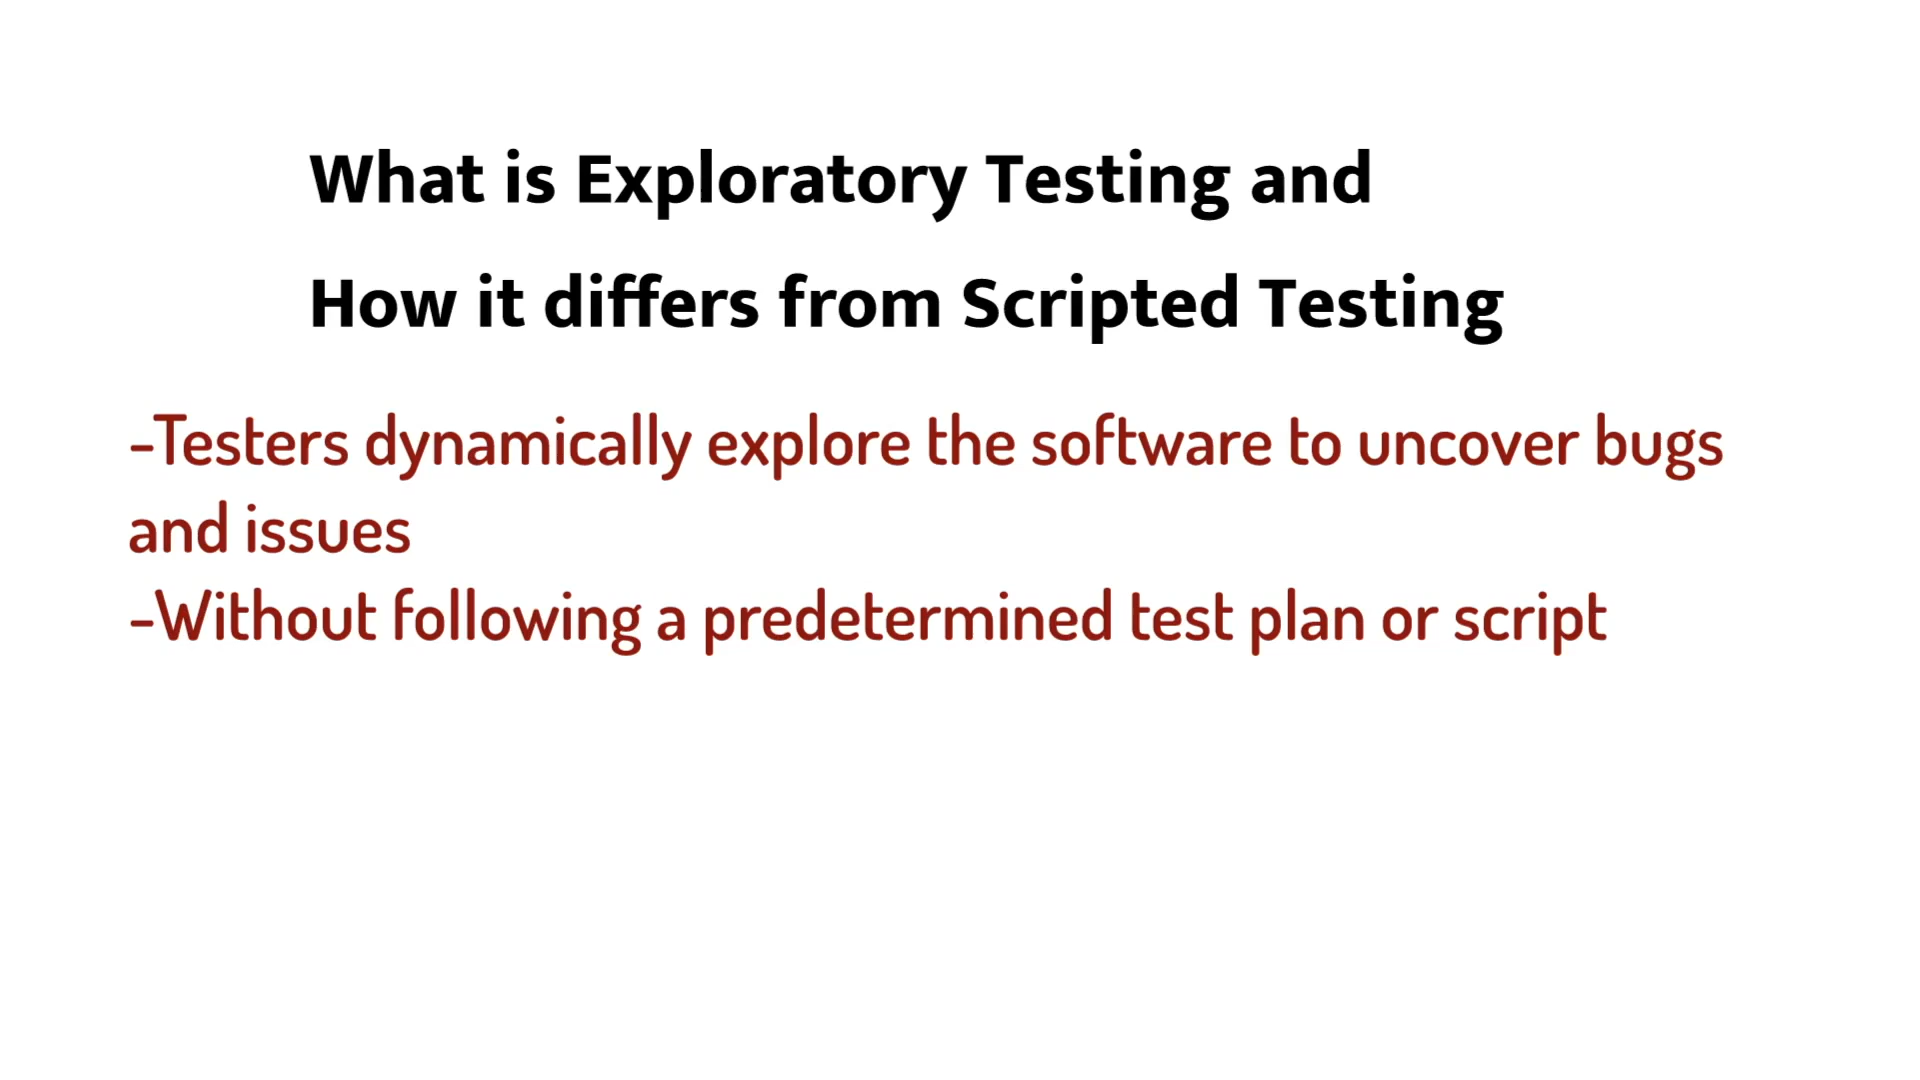 What is Exploratory Testing and
How it differs from Scripted Testing
-Testers dynamically explore the software to uncover bugs
and issues
-Without following a predetermined test plan or script